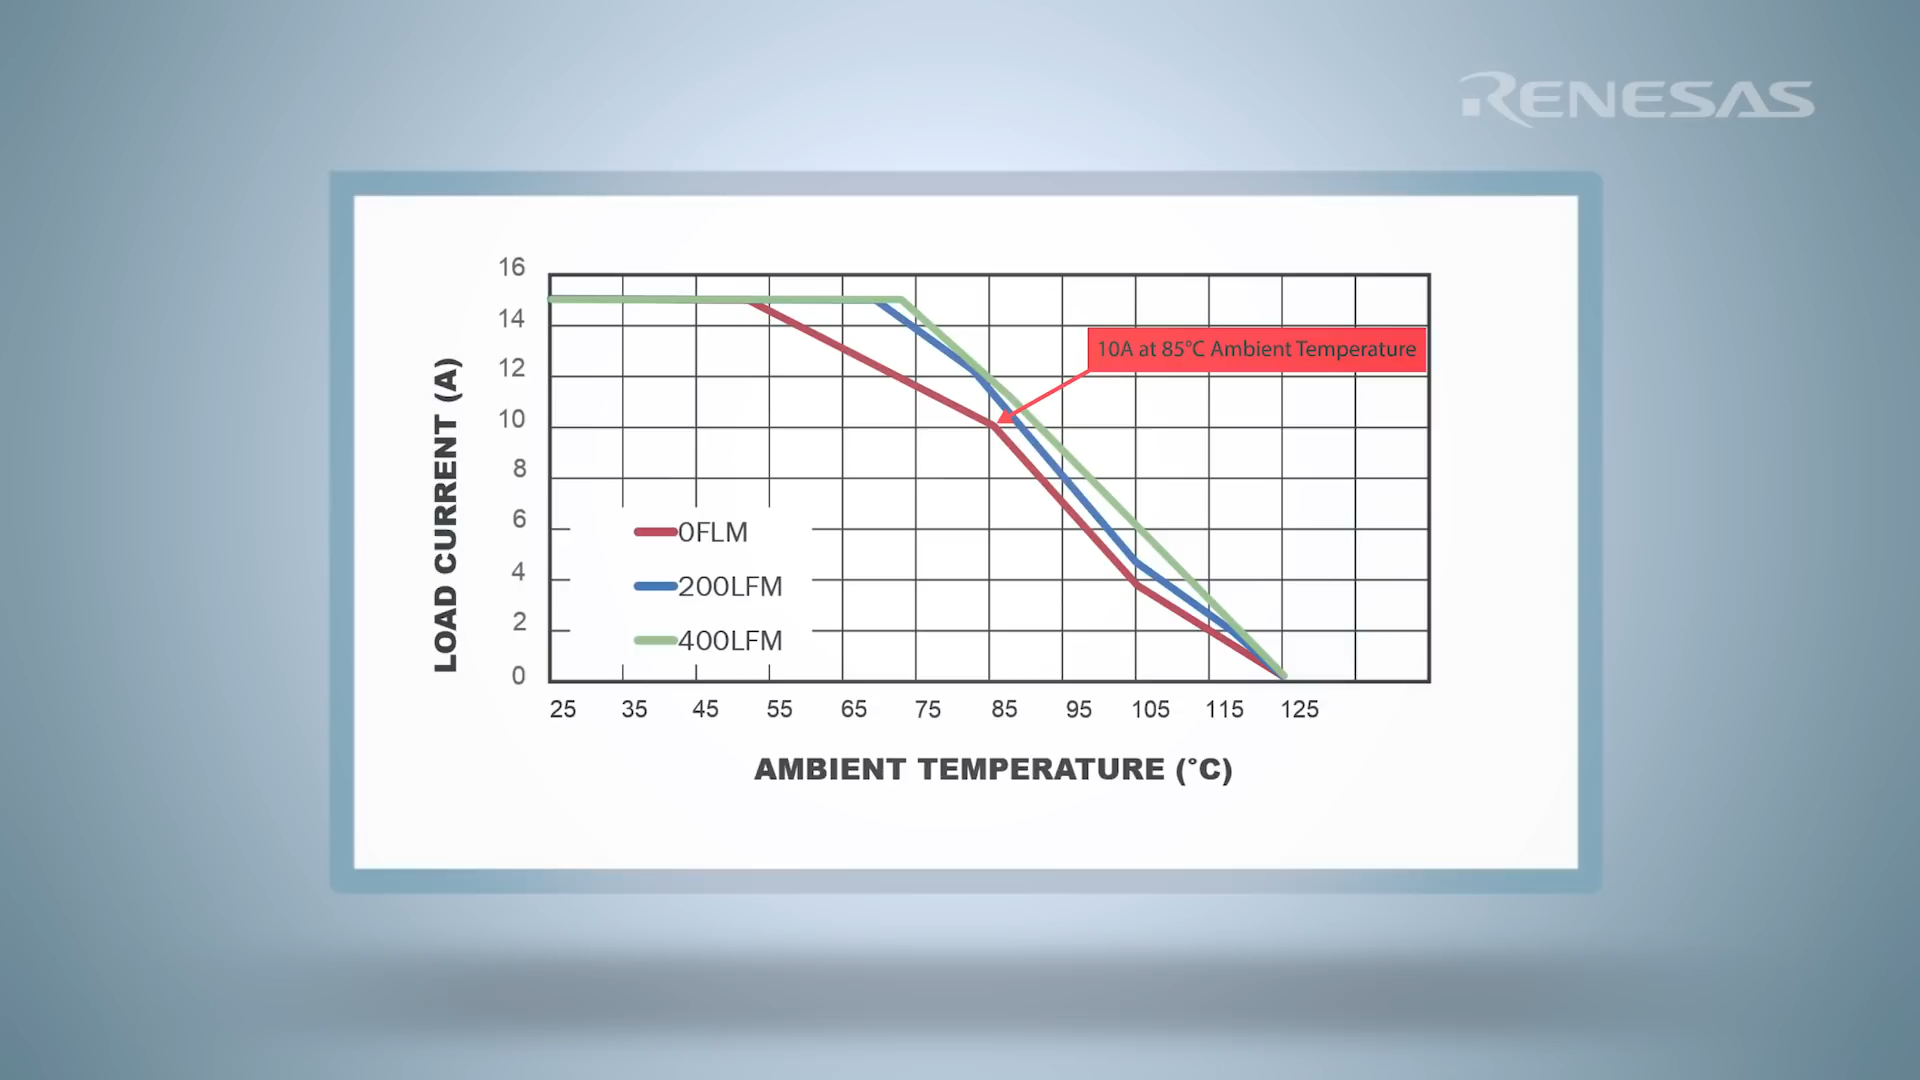 RENESAS
16
14
12
10
8
6
4
2
0
LOAD CURRENT (A)
10A at 85°C Ambient Temperature
0FLM
200LFM
400LFM
25 35 45 55 65 75 85 95 105 115 125
AMBIENT TEMPERATURE (°C)